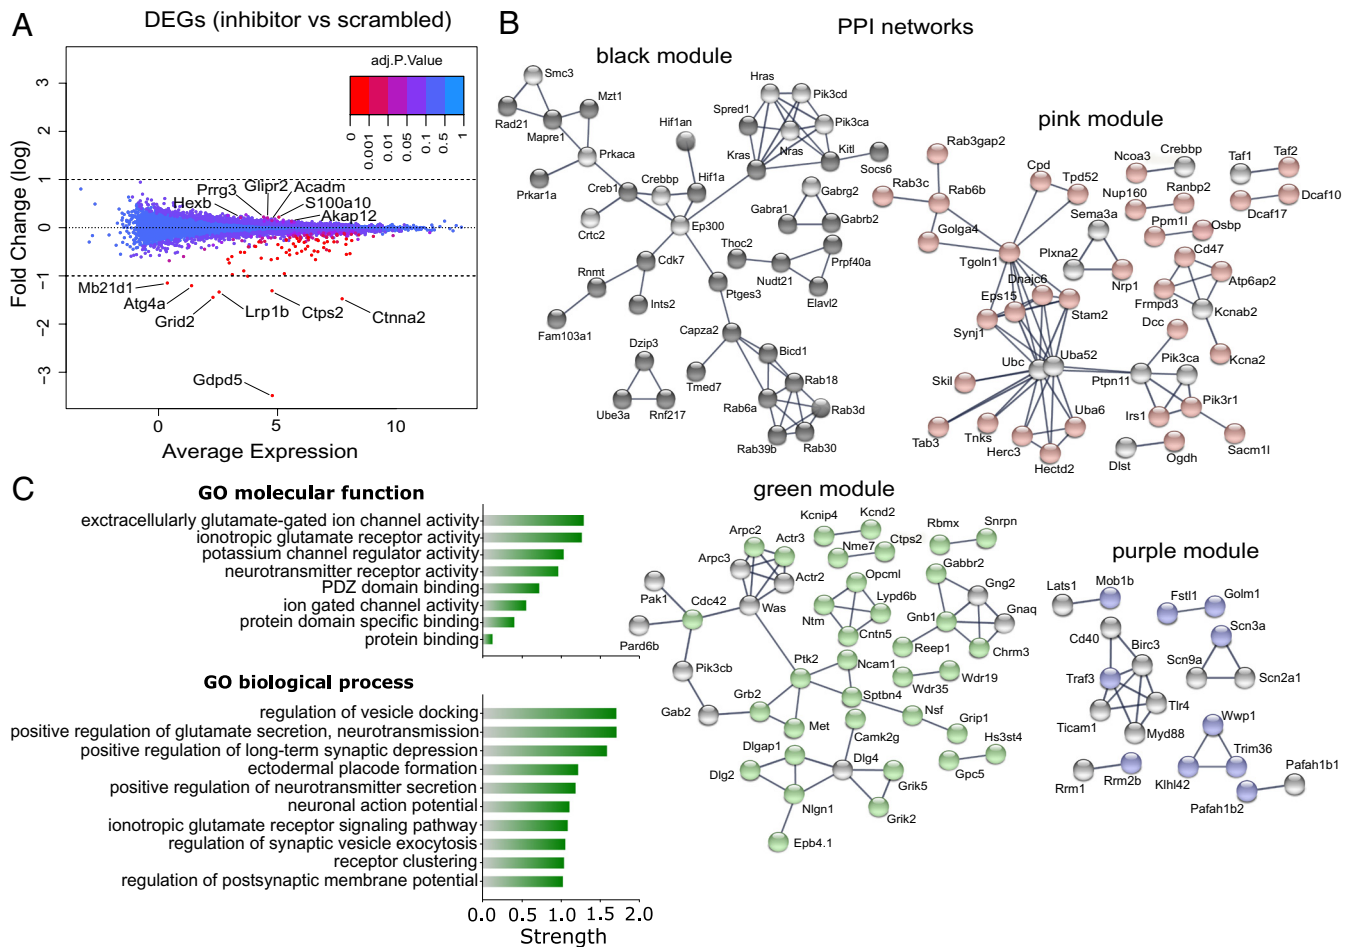 A
DEGs (inhibitor vs scrambled)
adj.P.Value
0
0.001
0.01
0.05
0.1
0.5
1
Fold Change (log)
3
2
1
0
−1
−2
−3
Prrg3
Glipr2
Acadm
Hexb
S100a10
Akap12
Mb21d1
Atg4a
Grid2
Lrp1b
Ctps2
Ctnna2
Gdpd5
0
5
10
Average Expression
B
PPI networks
black module
Smc3
Rad21
Mapre1
Mzt1
Prkaca
Prkar1a
Hif1an
Hif1a
Creb1
Crebbp
Crtc2
Ep300
Hras
Pik3cd
Spred1
Pik3ca
Nras
Kras
Kitl
Socs6
Gabrg2
Gabra1
Gabrb2
Thoc2
Prpf40a
Nudt21
Elavl2
Cdk7
Rnmt
Ints2
Fam103a1
Ptges3
Capza2
Dzip3
Ube3a
Rnf217
Tmed7
Bicd1
Rab18
Rab6a
Rab3d
Rab39b
Rab30
pink module
Rab3gap2
Rab3c
Rab6b
Golga4
Cpd
Tpd52
Tgoln1
Dnajc6
Eps15
Synj1
Stam2
Ubc
Uba52
Skil
Tab3
Tnks
Herc3
Hectd2
Uba6
Ncoa3
Crebbp
Taf1
Taf2
Nup160
Ranbp2
Dcaf17
Dcaf10
Ppm1l
Osbp
Sema3a
Plxna2
Nrp1
Cd47
Atp6ap2
Frmpd3
Kcnab2
Kcna2
Dcc
Pik3ca
Ptpn11
Irs1
Pik3r1
Sacm1l
Dlst
Ogdh
C
GO molecular function
exctracellularly glutamate-gated ion channel activity
ionotropic glutamate receptor activity
potassium channel regulator activity
neurotransmitter receptor activity
PDZ domain binding
ion gated channel activity
protein domain specific binding
protein binding
GO biological process
regulation of vesicle docking
positive regulation of glutamate secretion, neurotransmission
positive regulation of long-term synaptic depression
ectodermal placode formation
positive regulation of neurotransmitter secretion
neuronal action potential
ionotropic glutamate receptor signaling pathway
regulation of synaptic vesicle exocytosis
receptor clustering
regulation of postsynaptic membrane potential
0.0
0.5
1.0
1.5
2.0
Strength
green module
Arpc2
Actr3
Arpc3
Actr2
Pak1
Cdc42
Was
Pard6b
Pik3cb
Gab2
Grb2
Ptk2
Met
Ncam1
Sptbn4
Nsf
Grip1
Camk2g
Dlgap1
Dlg2
Dlg4
Nlgn1
Grik5
Grik2
Epb4.1
Kcnip4
Kcnd2
Nme7
Ctps2
Rbmx
Snrpn
Opcml
Lypd6b
Ntm
Cntn5
Gabbr2
Gng2
Gnaq
Gnb1
Reep1
Chrm3
Wdr35
Wdr19
Hs3st4
Gpc5
purple module
Lats1
Mob1b
Fstl1
Golm1
Cd40
Birc3
Traf3
Tlr4
Ticam1
Myd88
Scn3a
Scn9a
Scn2a1
Wwp1
Trim36
Klhl42
Rrm1
Rrm2b
Pafah1b1
Pafah1b2